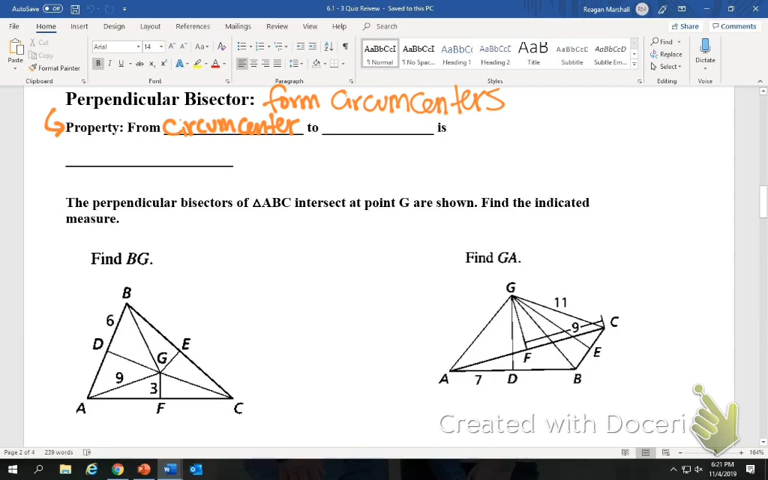 AutoSave Off
6.1 - 3 Quiz Reivew - Saved to this PC
Reagan Marshall
File Home Insert Draw Design Layout References Mailings Review View Help Search Share Comments
Cut
Copy
Format Painter
Paste
Arial 14
AaBbCcI AaBbCcI AaBbC AaBbCc AaB AaBbCcC AaBbCcI
¶ Normal ¶ No Spac... Heading 1 Heading 2 Title Subtitle Subtle Em...
Find
Replace
Select
Dictate
Clipboard Font Paragraph Styles Editing Voice
Perpendicular Bisector: form circumcenters
Property: From circumcenter to is
The perpendicular bisectors of △ABC intersect at point G are shown. Find the indicated
measure.
Find BG.
Find GA.
B
6
D
E
G
9
3
A
F
C
G
11
9
C
F
E
A
7
D
B
Created with Doceri
Page 2 of 4 239 words
164%
6:21 PM
11/4/2019